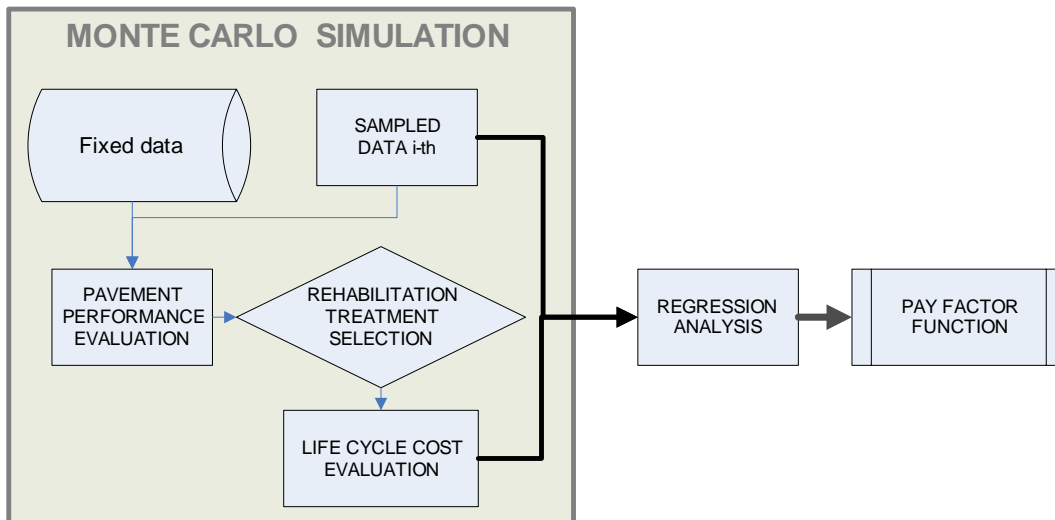 MONTE CARLO SIMULATION
Fixed data
SAMPLED
DATA i-th
PAVEMENT
PERFORMANCE
EVALUATION
REHABILITATION
TREATMENT
SELECTION
LIFE CYCLE COST
EVALUATION
REGRESSION
ANALYSIS
PAY FACTOR
FUNCTION